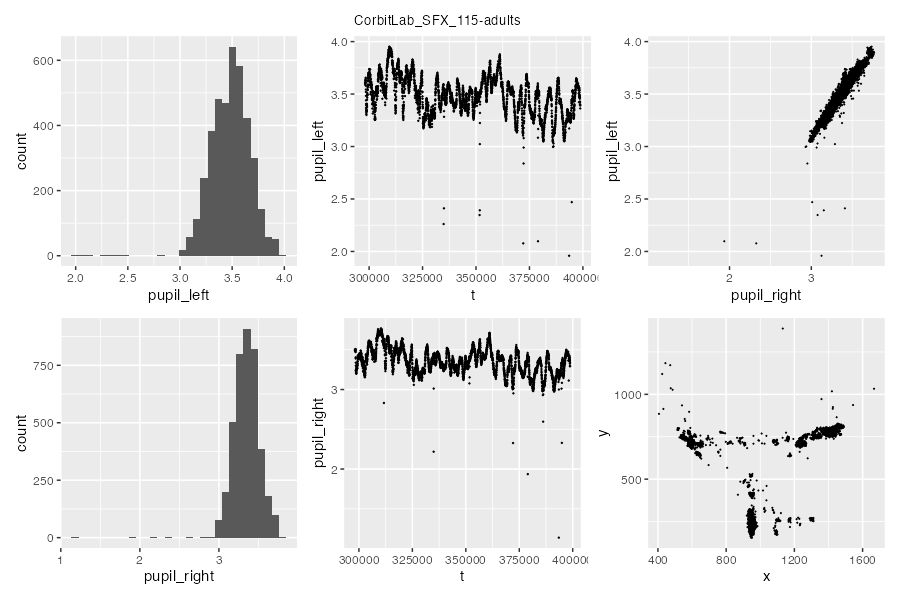 CorbitLab_SFX_115-adults
600
400
200
0
count
2.0 2.5 3.0 3.5 4.0
pupil_left
4.0
3.5
3.0
2.5
2.0
pupil_left
300000 325000 350000 375000 400000
t
4.0
3.5
3.0
2.5
2.0
pupil_left
2 3
pupil_right
750
500
250
0
count
1 2 3
pupil_right
3
2
pupil_right
300000 325000 350000 375000 400000
t
1000
500
y
400 800 1200 1600
x